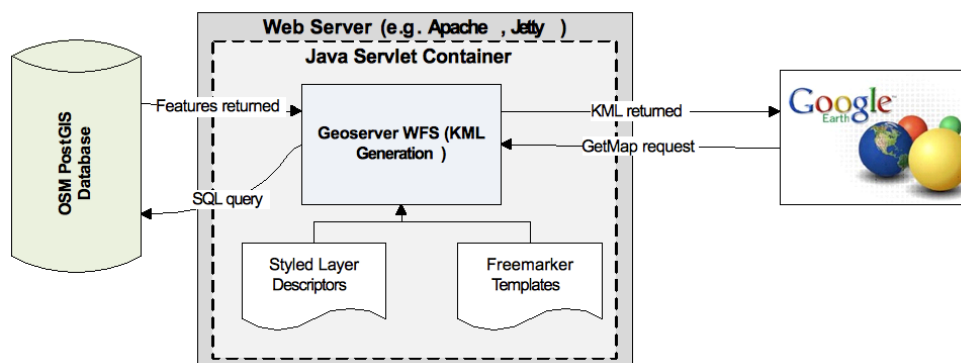 Web Server (e.g. Apache , Jetty )
Java Servlet Container
OSM PostGIS
Database
Features returned
SQL query
Geoserver WFS (KML
Generation )
KML returned
GetMap request
Google
Earth
Styled Layer
Descriptors
Freemarker
Templates